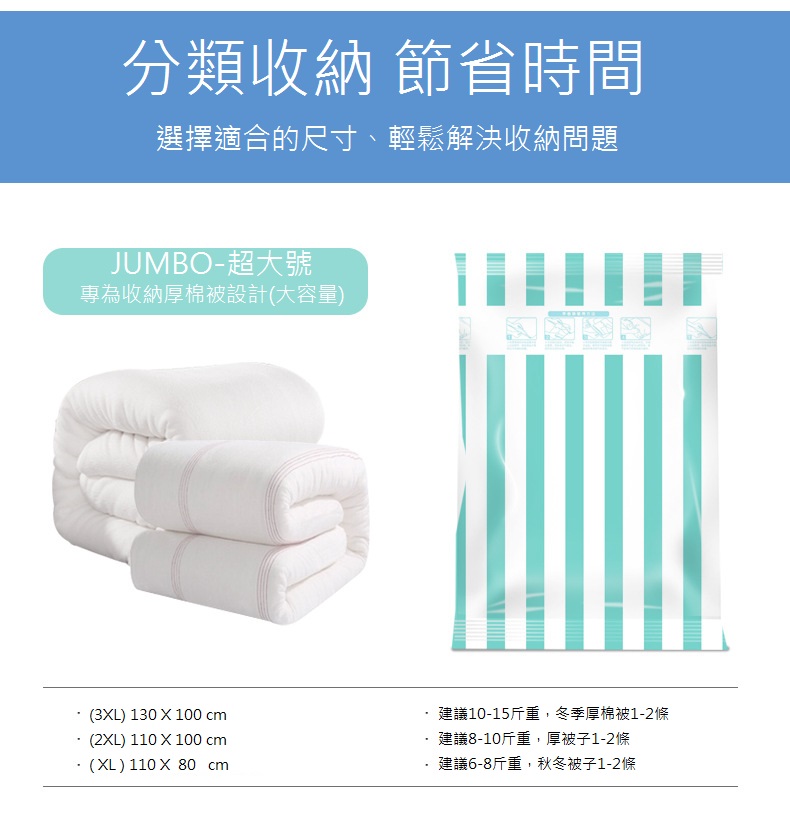 分類收納 節省時間
選擇適合的尺寸、輕鬆解決收納問題
JUMBO-超大號
專為收納厚棉被設計(大容量)
· (3XL) 130 X 100 cm
· (2XL) 110 X 100 cm
· ( XL ) 110 X 80 cm
· 建議10-15斤重，冬季厚棉被1-2條
· 建議8-10斤重，厚被子1-2條
· 建議6-8斤重，秋冬被子1-2條